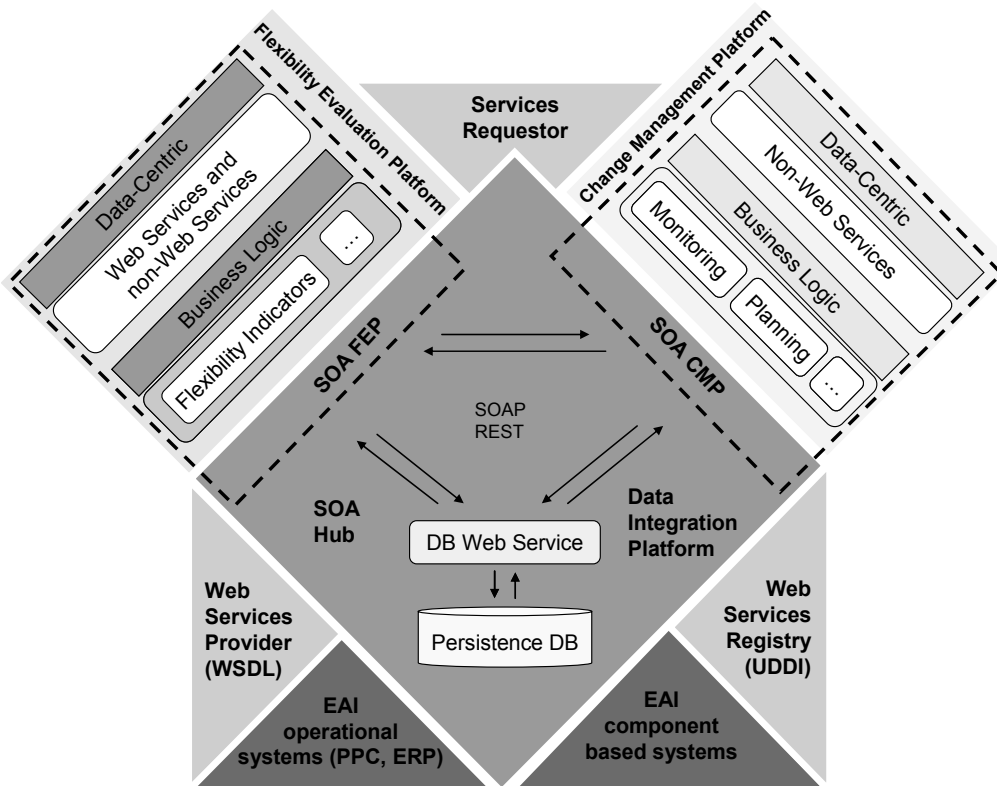 Flexibility Evaluation Platform
Data-Centric
Web Services and
non-Web Services
Business Logic
...
Flexibility Indicators
SOA FEP
Services
Requestor
Change Management Platform
Data-Centric
Non-Web Services
Business Logic
Monitoring
Planning
...
SOA CMP
SOAP
REST
SOA
Hub
Data
Integration
Platform
DB Web Service
Persistence DB
Web
Services
Provider
(WSDL)
Web
Services
Registry
(UDDI)
EAI
operational
systems (PPC, ERP)
EAI
component
based systems